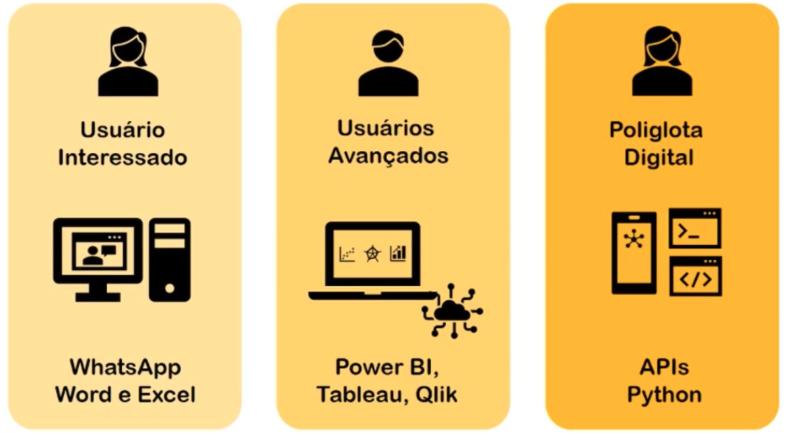 Usuário
Interessado
WhatsApp
Word e Excel
Usuários
Avançados
Power BI,
Tableau, Qlik
Poliglota
Digital
>_
</>
APIs
Python